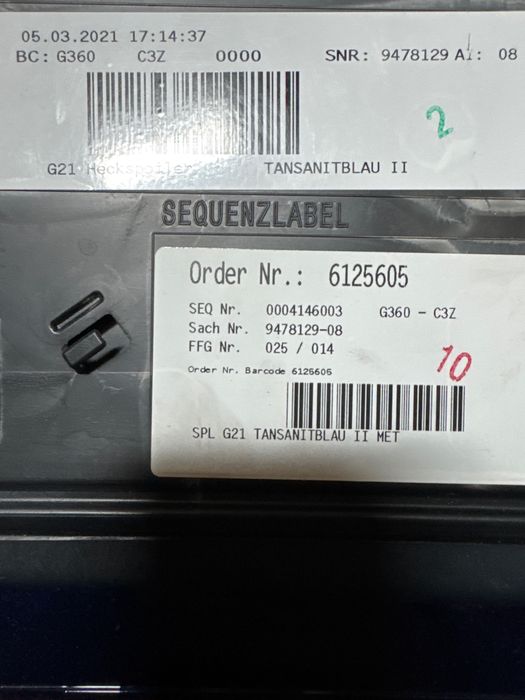 05.03.2021 17:14:37
BC: G360 C3Z 0000 SNR: 9478129 AI: 08
2
G21 Heckspoiler TANSANITBLAU II
SEQUENZLABEL
Order Nr.: 6125605
SEQ Nr. 0004146003 G360 - C3Z
Sach Nr. 9478129-08
FFG Nr. 025 / 014
10
Order Nr. Barcode 6125605
SPL G21 TANSANITBLAU II MET